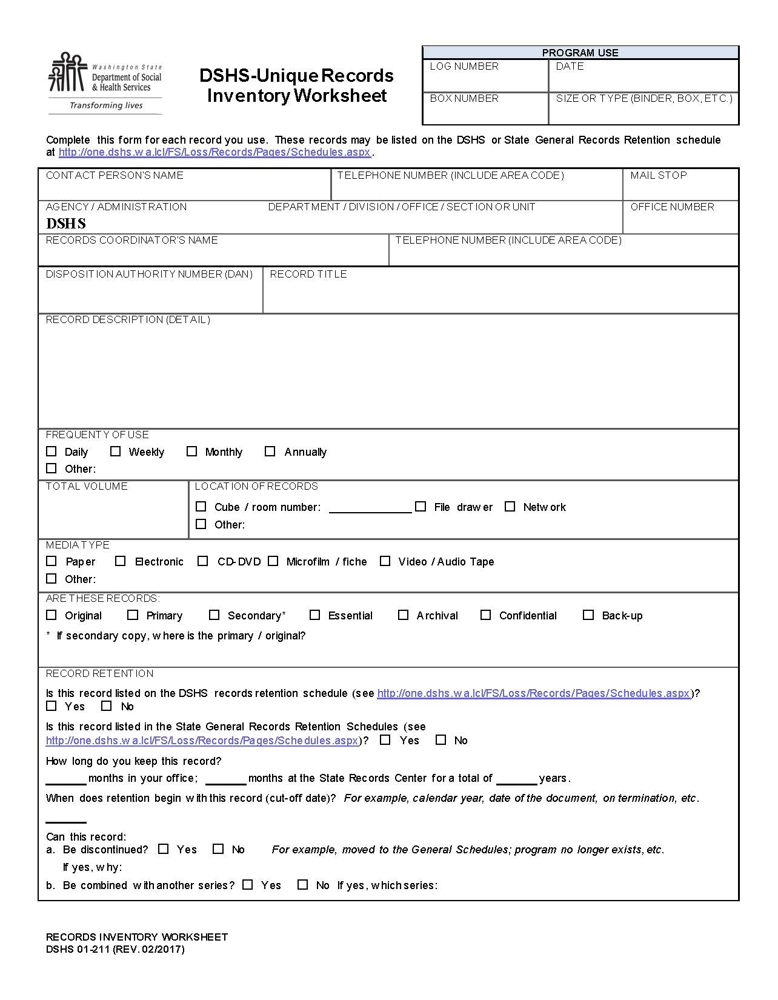 Washington State
Department of Social
& Health Services
Transforming lives
DSHS-Unique Records
Inventory Worksheet
PROGRAM USE
LOG NUMBER DATE
BOX NUMBER SIZE OR TYPE (BINDER, BOX, ETC.)
Complete this form for each record you use. These records may be listed on the DSHS or State General Records Retention schedule
at http://one.dshs.wa.lcl/FS/Loss/Records/Pages/Schedules.aspx.
CONTACT PERSON'S NAME TELEPHONE NUMBER (INCLUDE AREA CODE) MAIL STOP
AGENCY / ADMINISTRATION DEPARTMENT / DIVISION / OFFICE / SECTION OR UNIT OFFICE NUMBER
DSHS
RECORDS COORDINATOR'S NAME TELEPHONE NUMBER (INCLUDE AREA CODE)
DISPOSITION AUTHORITY NUMBER (DAN) RECORD TITLE
RECORD DESCRIPTION (DETAIL)
FREQUENTY OF USE
☐ Daily ☐ Weekly ☐ Monthly ☐ Annually
☐ Other:
TOTAL VOLUME LOCATION OF RECORDS
☐ Cube / room number: ______________ ☐ File drawer ☐ Network
☐ Other:
MEDIA TYPE
☐ Paper ☐ Electronic ☐ CD-DVD ☐ Microfilm / fiche ☐ Video / Audio Tape
☐ Other:
ARE THESE RECORDS:
☐ Original ☐ Primary ☐ Secondary* ☐ Essential ☐ Archival ☐ Confidential ☐ Back-up
* If secondary copy, where is the primary / original?
RECORD RETENTION
Is this record listed on the DSHS records retention schedule (see http://one.dshs.wa.lcl/FS/Loss/Records/Pages/Schedules.aspx)?
☐ Yes ☐ No
Is this record listed in the State General Records Retention Schedules (see
http://one.dshs.wa.lcl/FS/Loss/Records/Pages/Schedules.aspx)? ☐ Yes ☐ No
How long do you keep this record?
_______ months in your office; _______ months at the State Records Center for a total of _______ years.
When does retention begin with this record (cut-off date)? For example, calendar year, date of the document, on termination, etc.
_______
Can this record:
a. Be discontinued? ☐ Yes ☐ No For example, moved to the General Schedules; program no longer exists, etc.
If yes, why:
b. Be combined with another series? ☐ Yes ☐ No If yes, which series:
RECORDS INVENTORY WORKSHEET
DSHS 01-211 (REV. 02/2017)